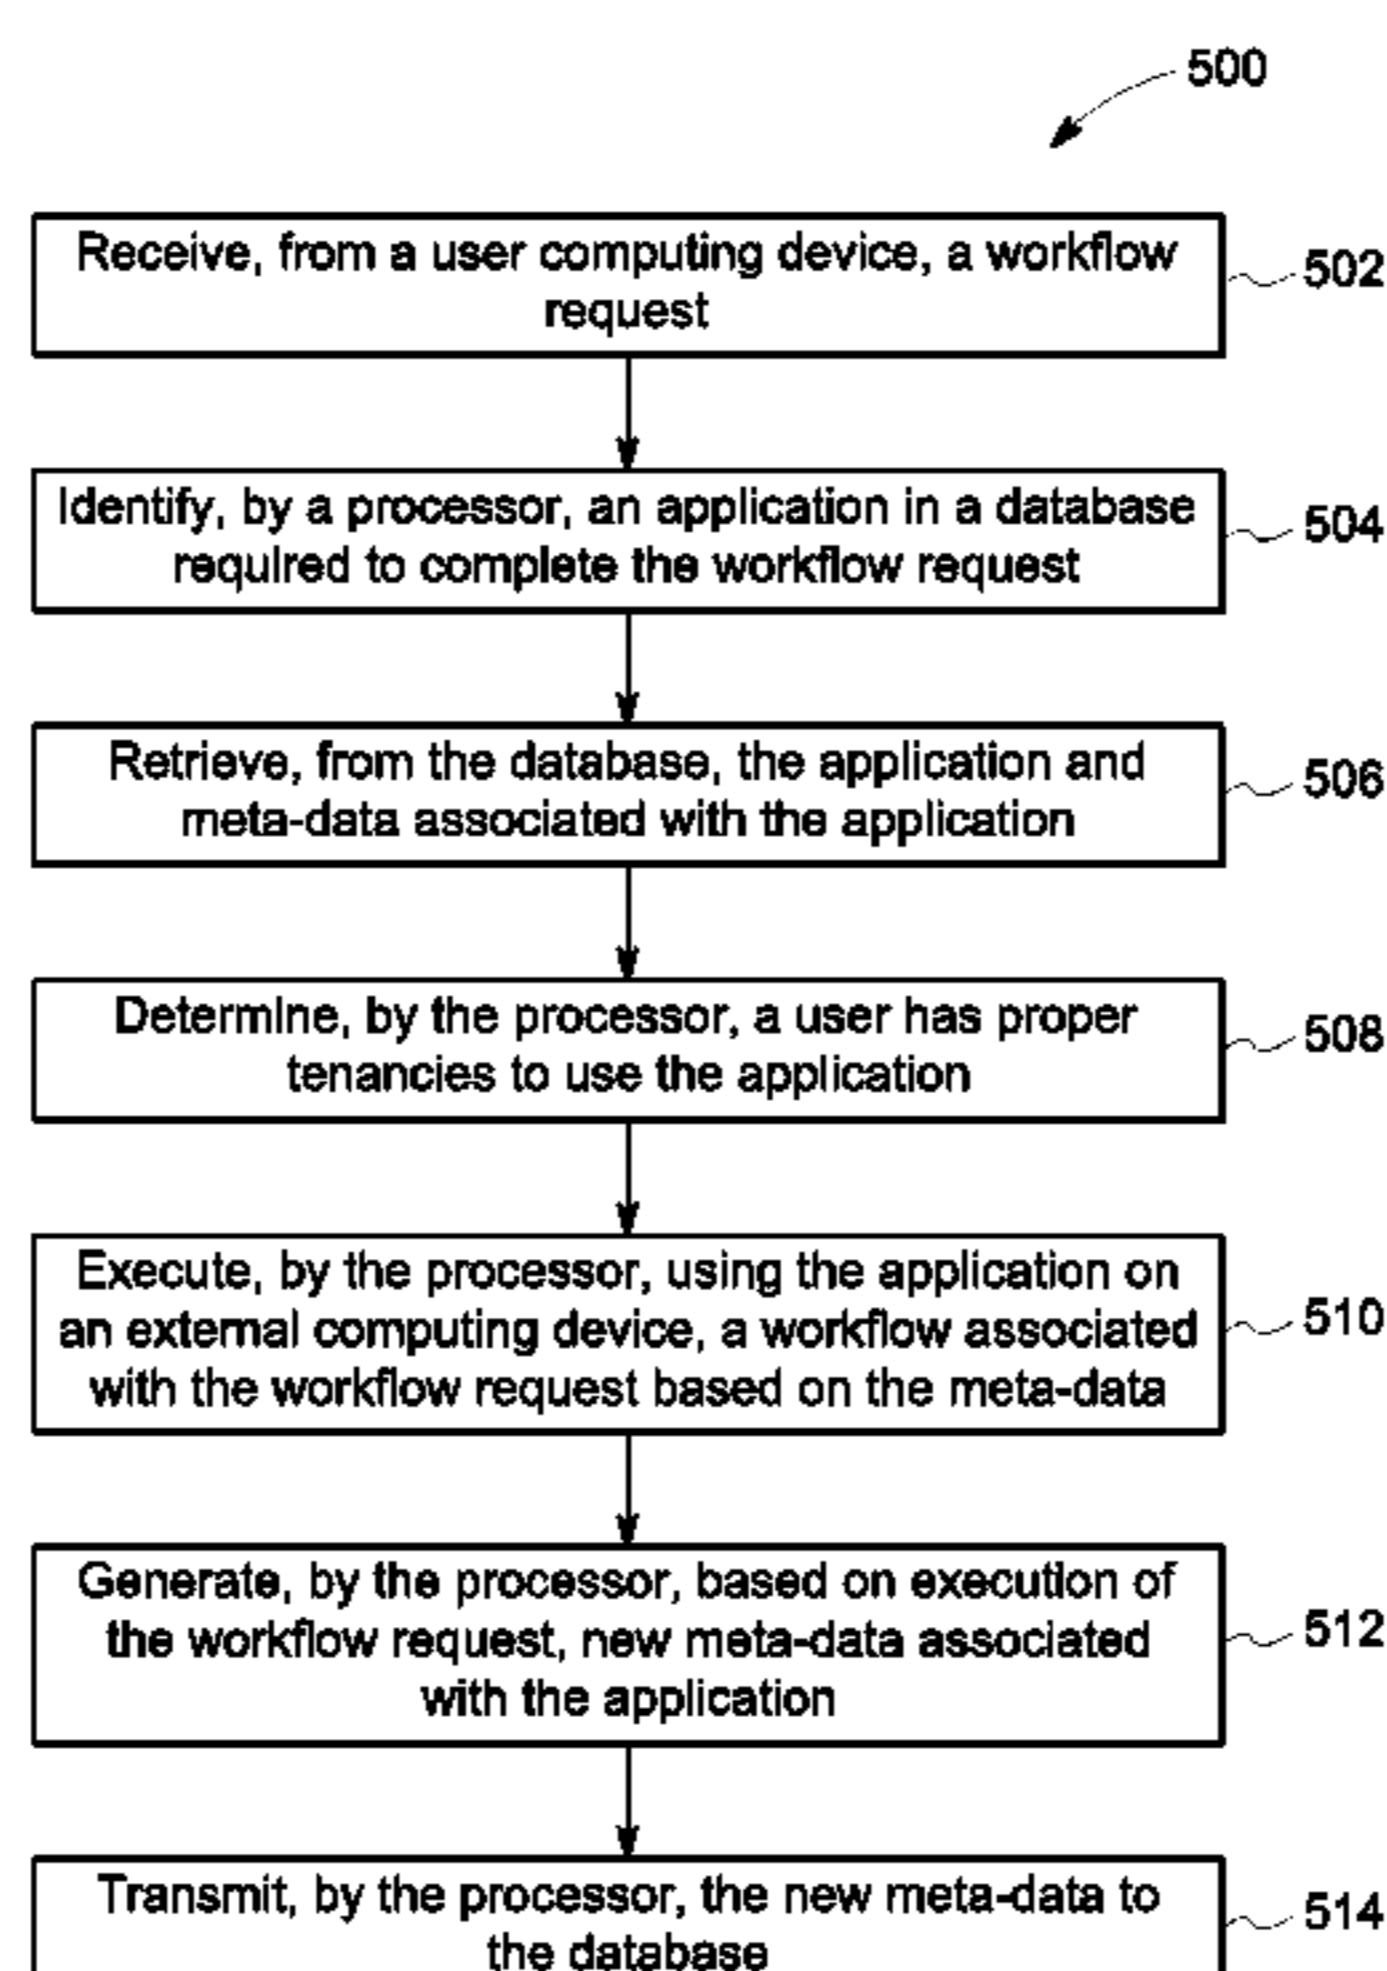 500
Receive, from a user computing device, a workflow
request
502
Identify, by a processor, an application in a database
required to complete the workflow request
504
Retrieve, from the database, the application and
meta-data associated with the application
506
Determine, by the processor, a user has proper
tenancies to use the application
508
Execute, by the processor, using the application on
an external computing device, a workflow associated
with the workflow request based on the meta-data
510
Generate, by the processor, based on execution of
the workflow request, new meta-data associated
with the application
512
Transmit, by the processor, the new meta-data to
the database
514